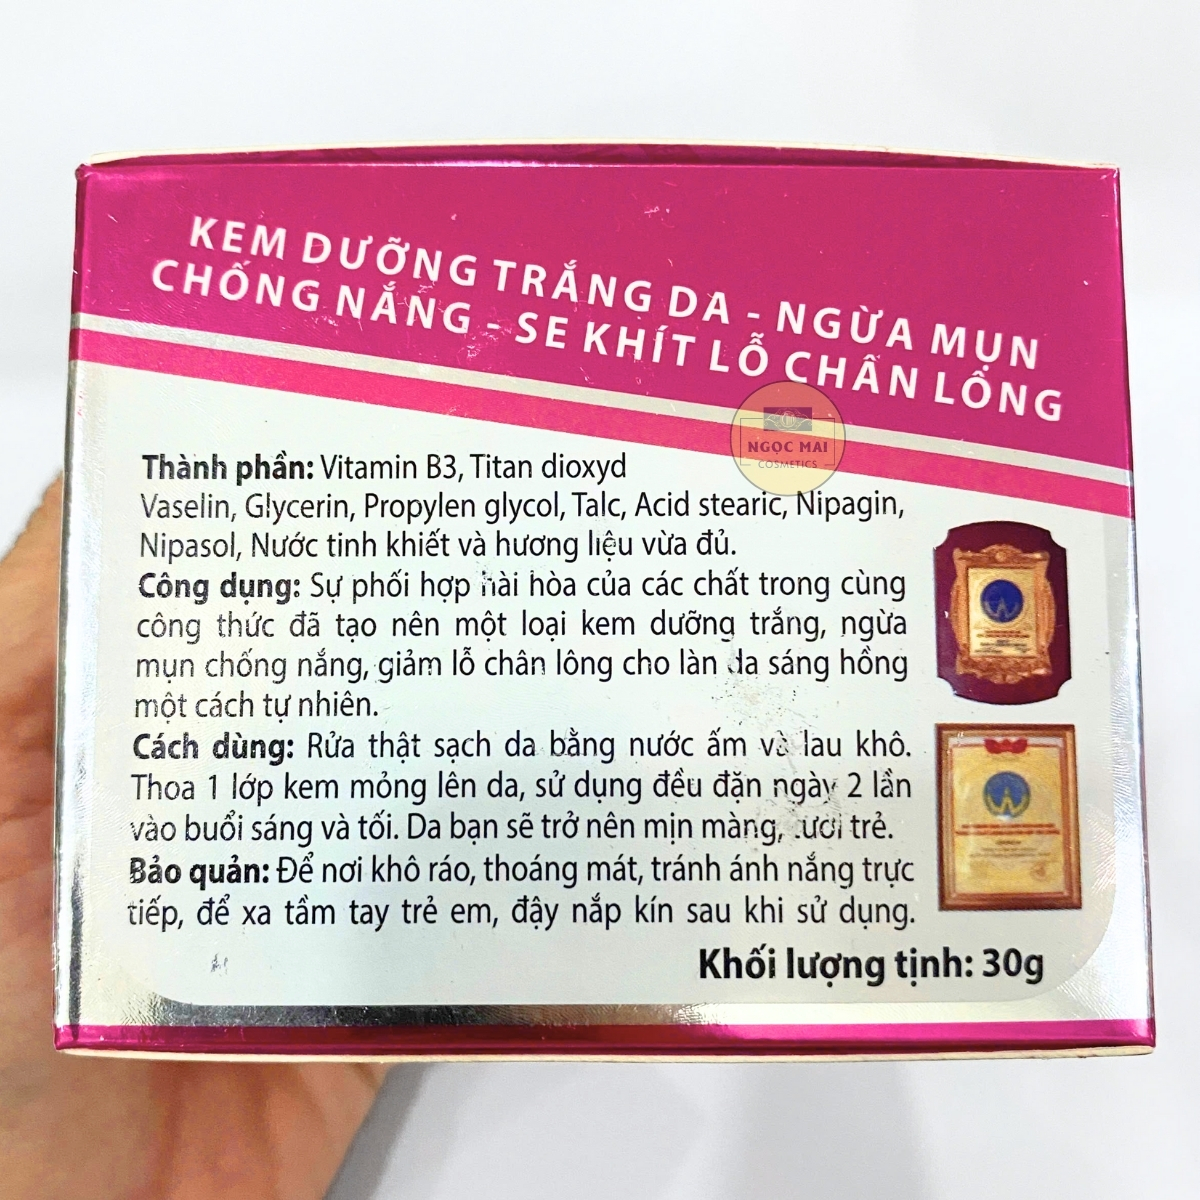 KEM DƯỠNG TRẮNG DA - NGỪA MỤN
CHỐNG NẮNG - SE KHÍT LỖ CHÂN LÔNG
NGỌC MAI
COSMETICS
Thành phần: Vitamin B3, Titan dioxyd
Vaselin, Glycerin, Propylen glycol, Talc, Acid stearic, Nipagin,
Nipasol, Nước tinh khiết và hương liệu vừa đủ.
Công dụng: Sự phối hợp hài hòa của các chất trong cùng
công thức đã tạo nên một loại kem dưỡng trắng, ngừa
mụn chống nắng, giảm lỗ chân lông cho làn da sáng hồng
một cách tự nhiên.
Cách dùng: Rửa thật sạch da bằng nước ấm và lau khô.
Thoa 1 lớp kem mỏng lên da, sử dụng đều đặn ngày 2 lần
vào buổi sáng và tối. Da bạn sẽ trở nên mịn màng, tươi trẻ.
Bảo quản: Để nơi khô ráo, thoáng mát, tránh ánh nắng trực
tiếp, để xa tầm tay trẻ em, đậy nắp kín sau khi sử dụng.
Khối lượng tịnh: 30g